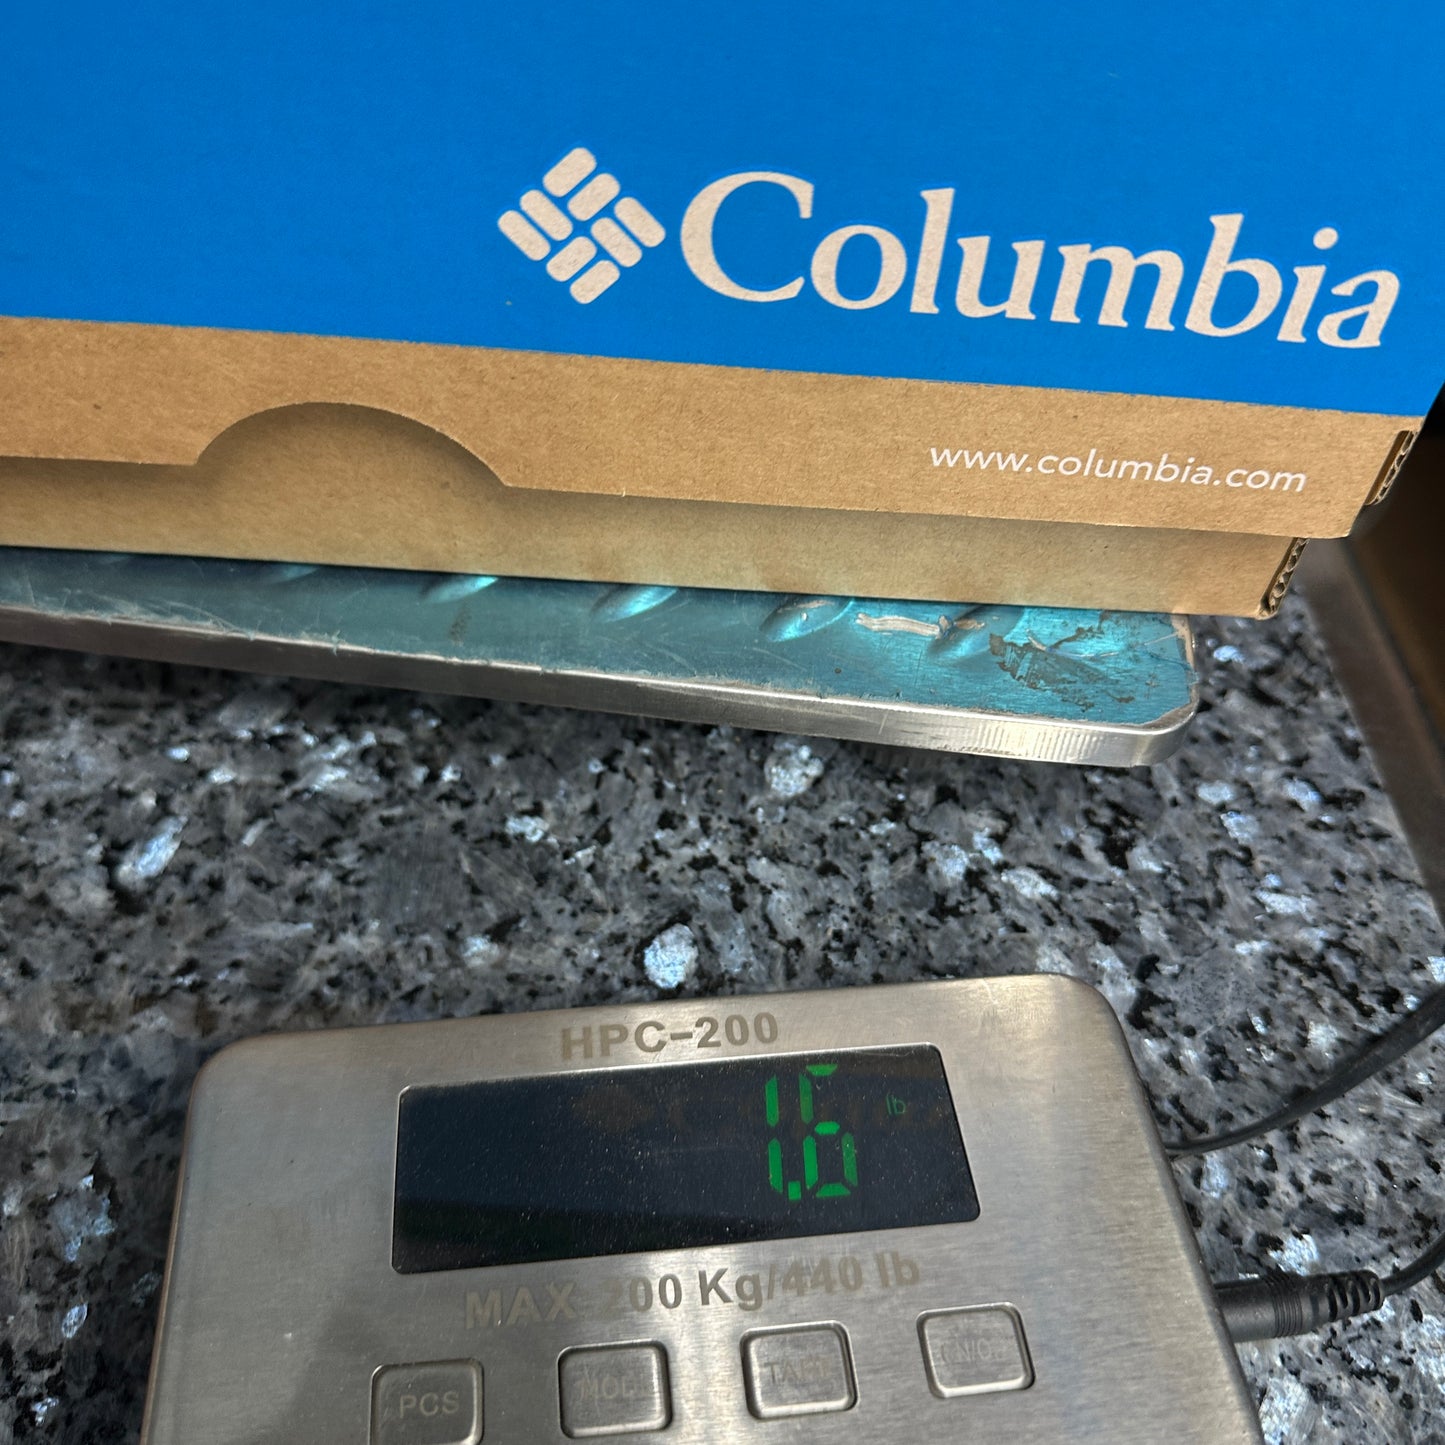 Columbia
www.columbia.com
HPC-200
1.6 lb
MAX 200 Kg/440 lb
PCS